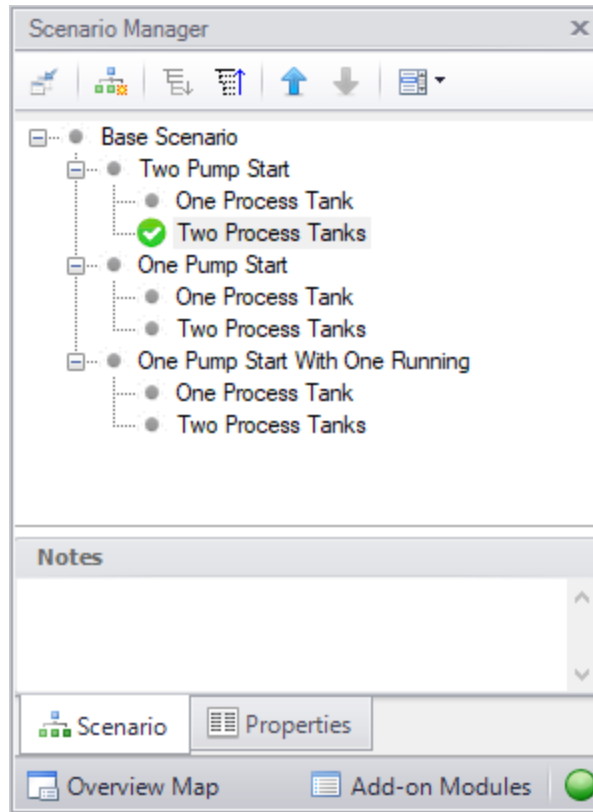 Scenario Manager
Base Scenario
Two Pump Start
One Process Tank
Two Process Tanks
One Pump Start
One Process Tank
Two Process Tanks
One Pump Start With One Running
One Process Tank
Two Process Tanks
Notes
Scenario Properties
Overview Map Add-on Modules